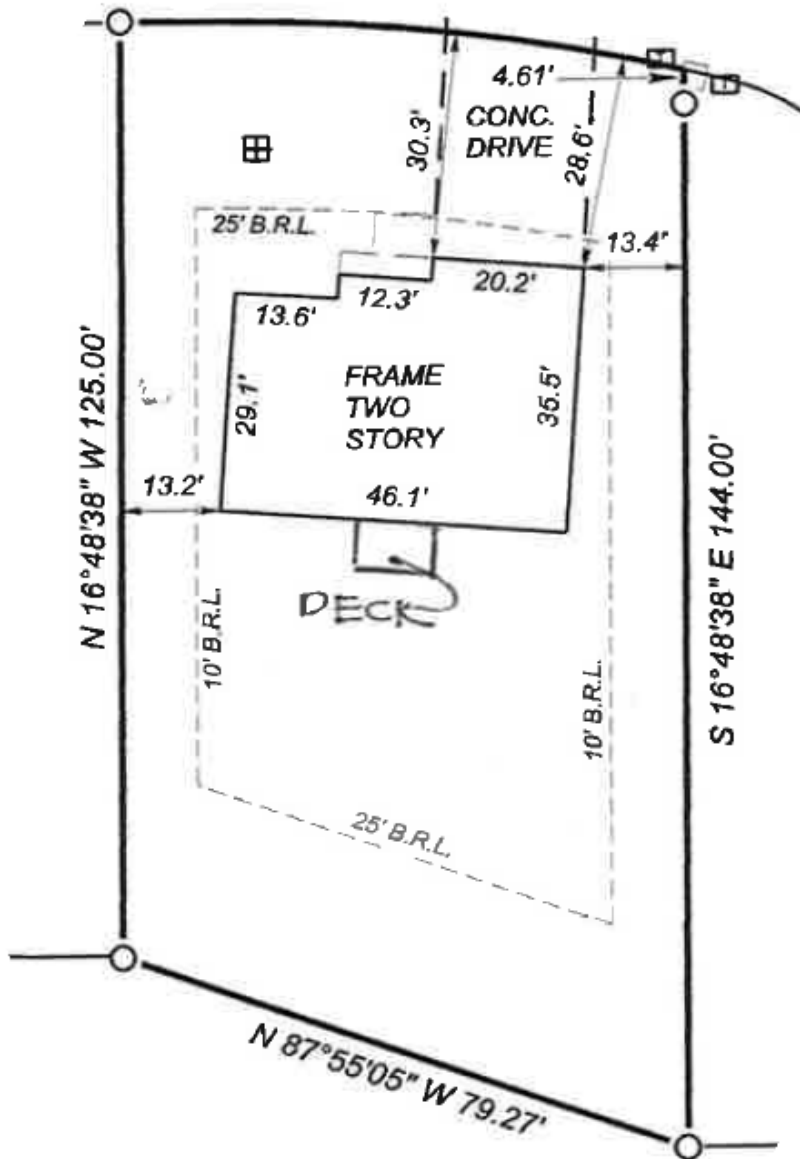 4.61'
CONC.
DRIVE
30.3'
28.6'
25' B.R.L.
13.4'
20.2'
12.3'
13.6'
FRAME
TWO
STORY
29.1'
35.5'
N 16°48'38" W 125.00'
13.2'
46.1'
S 16°48'38" E 144.00'
DECK
10' B.R.L.
10' B.R.L.
25' B.R.L.
N 87°55'05" W 79.27'